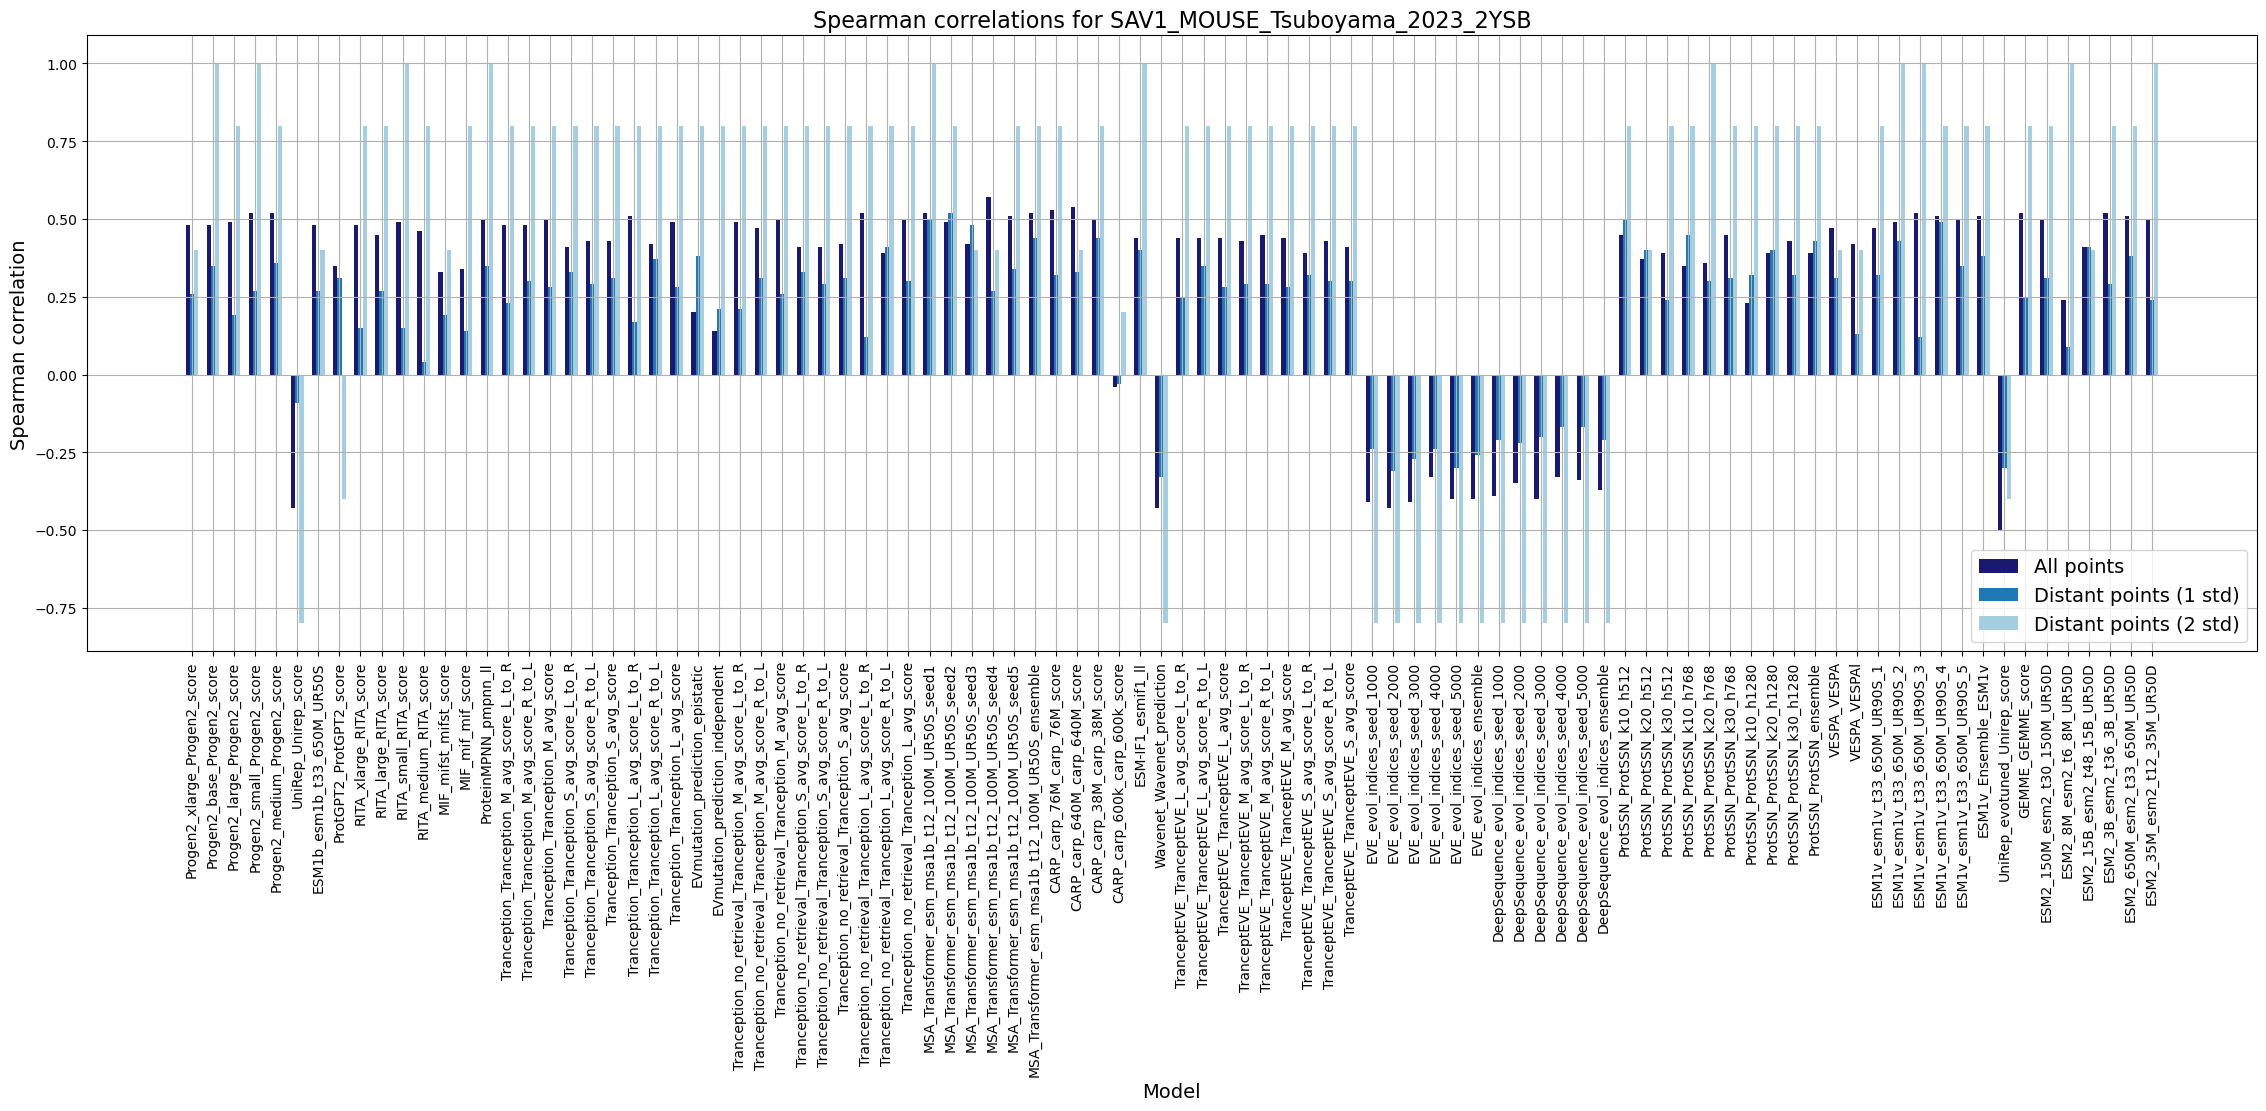 Spearman correlations for SAV1_MOUSE_Tsuboyama_2023_2YSB
Spearman correlation
1.00
0.75
0.50
0.25
0.00
−0.25
−0.50
−0.75
All points
Distant points (1 std)
Distant points (2 std)
Progen2_xlarge_Progen2_score
Progen2_base_Progen2_score
Progen2_large_Progen2_score
Progen2_small_Progen2_score
Progen2_medium_Progen2_score
UniRep_Unirep_score
ESM1b_esm1b_t33_650M_UR50S
ProtGPT2_ProtGPT2_score
RITA_xlarge_RITA_score
RITA_large_RITA_score
RITA_small_RITA_score
RITA_medium_RITA_score
MIF_mifst_mifst_score
MIF_mif_mif_score
ProteinMPNN_pmpnn_ll
Tranception_Tranception_M_avg_score_L_to_R
Tranception_Tranception_M_avg_score_R_to_L
Tranception_Tranception_M_avg_score
Tranception_Tranception_S_avg_score_L_to_R
Tranception_Tranception_S_avg_score_R_to_L
Tranception_Tranception_S_avg_score
Tranception_Tranception_L_avg_score_L_to_R
Tranception_Tranception_L_avg_score_R_to_L
Tranception_Tranception_L_avg_score
EVmutation_prediction_epistatic
EVmutation_prediction_independent
Tranception_no_retrieval_Tranception_M_avg_score_L_to_R
Tranception_no_retrieval_Tranception_M_avg_score_R_to_L
Tranception_no_retrieval_Tranception_M_avg_score
Tranception_no_retrieval_Tranception_S_avg_score_L_to_R
Tranception_no_retrieval_Tranception_S_avg_score_R_to_L
Tranception_no_retrieval_Tranception_S_avg_score
Tranception_no_retrieval_Tranception_L_avg_score_L_to_R
Tranception_no_retrieval_Tranception_L_avg_score_R_to_L
Tranception_no_retrieval_Tranception_L_avg_score
MSA_Transformer_esm_msa1b_t12_100M_UR50S_seed1
MSA_Transformer_esm_msa1b_t12_100M_UR50S_seed2
MSA_Transformer_esm_msa1b_t12_100M_UR50S_seed3
MSA_Transformer_esm_msa1b_t12_100M_UR50S_seed4
MSA_Transformer_esm_msa1b_t12_100M_UR50S_seed5
MSA_Transformer_esm_msa1b_t12_100M_UR50S_ensemble
CARP_carp_76M_carp_76M_score
CARP_carp_640M_carp_640M_score
CARP_carp_38M_carp_38M_score
CARP_carp_600k_carp_600k_score
ESM-IF1_esmif1_ll
Wavenet_Wavenet_prediction
TranceptEVE_TranceptEVE_L_avg_score_L_to_R
TranceptEVE_TranceptEVE_L_avg_score_R_to_L
TranceptEVE_TranceptEVE_L_avg_score
TranceptEVE_TranceptEVE_M_avg_score_L_to_R
TranceptEVE_TranceptEVE_M_avg_score_R_to_L
TranceptEVE_TranceptEVE_M_avg_score
TranceptEVE_TranceptEVE_S_avg_score_L_to_R
TranceptEVE_TranceptEVE_S_avg_score_R_to_L
TranceptEVE_TranceptEVE_S_avg_score
EVE_evol_indices_seed_1000
EVE_evol_indices_seed_2000
EVE_evol_indices_seed_3000
EVE_evol_indices_seed_4000
EVE_evol_indices_seed_5000
EVE_evol_indices_ensemble
DeepSequence_evol_indices_seed_1000
DeepSequence_evol_indices_seed_2000
DeepSequence_evol_indices_seed_3000
DeepSequence_evol_indices_seed_4000
DeepSequence_evol_indices_seed_5000
DeepSequence_evol_indices_ensemble
ProtSSN_ProtSSN_k10_h512
ProtSSN_ProtSSN_k20_h512
ProtSSN_ProtSSN_k30_h512
ProtSSN_ProtSSN_k10_h768
ProtSSN_ProtSSN_k20_h768
ProtSSN_ProtSSN_k30_h768
ProtSSN_ProtSSN_k10_h1280
ProtSSN_ProtSSN_k20_h1280
ProtSSN_ProtSSN_k30_h1280
ProtSSN_ProtSSN_ensemble
VESPA_VESPA
VESPA_VESPAl
ESM1v_esm1v_t33_650M_UR90S_1
ESM1v_esm1v_t33_650M_UR90S_2
ESM1v_esm1v_t33_650M_UR90S_3
ESM1v_esm1v_t33_650M_UR90S_4
ESM1v_esm1v_t33_650M_UR90S_5
ESM1v_Ensemble_ESM1v
UniRep_evotuned_Unirep_score
GEMME_GEMME_score
ESM2_150M_esm2_t30_150M_UR50D
ESM2_8M_esm2_t6_8M_UR50D
ESM2_15B_esm2_t48_15B_UR50D
ESM2_3B_esm2_t36_3B_UR50D
ESM2_650M_esm2_t33_650M_UR50D
ESM2_35M_esm2_t12_35M_UR50D
Model